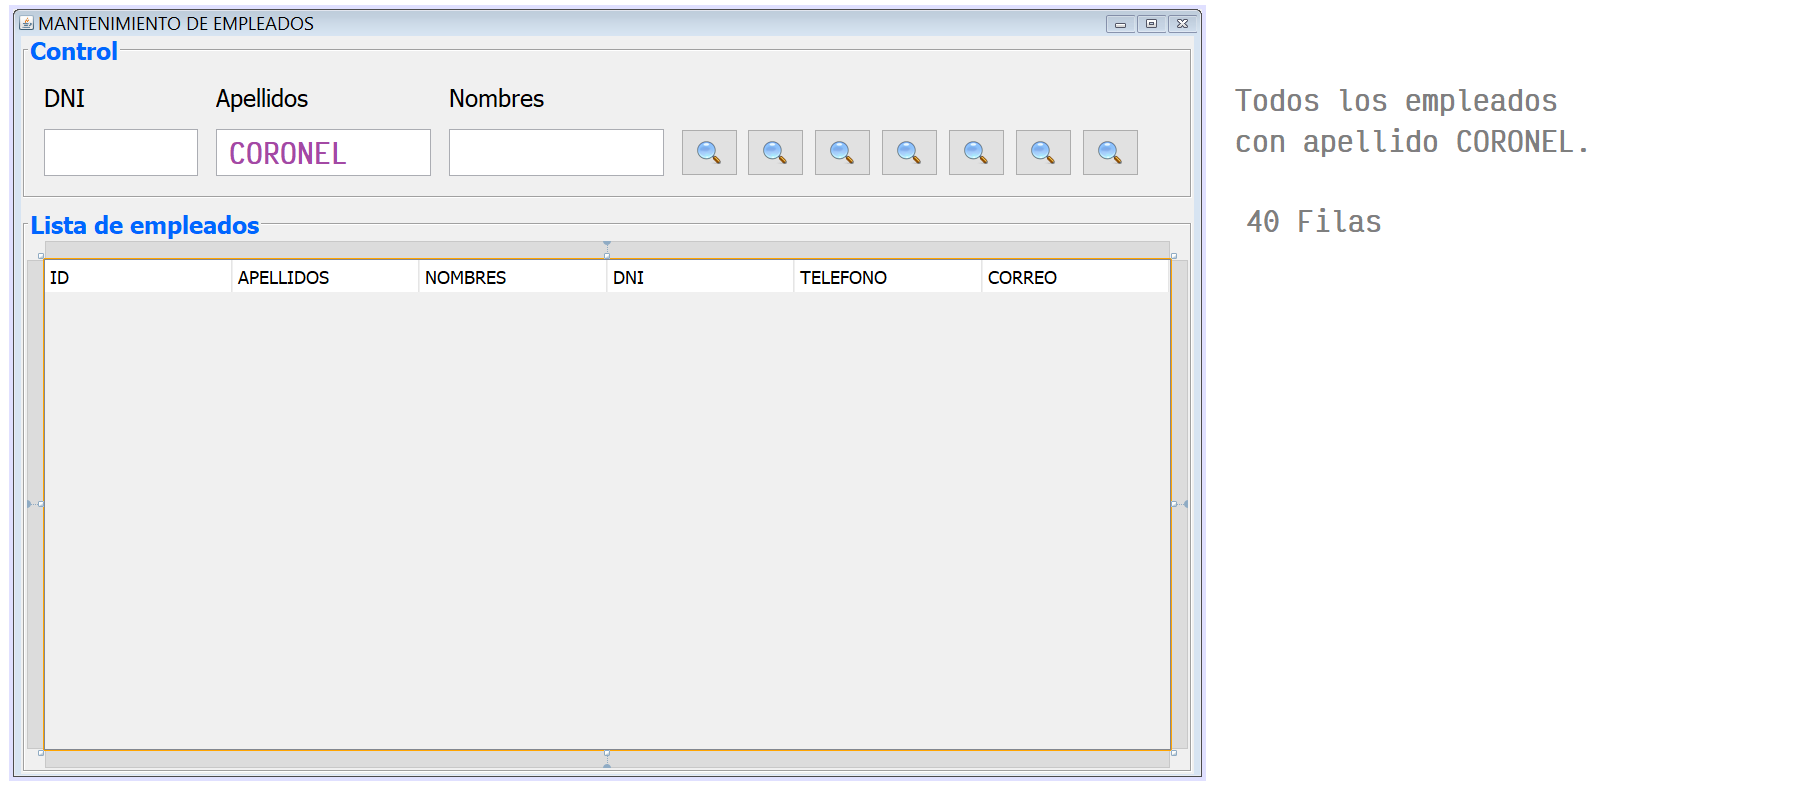 MANTENIMIENTO DE EMPLEADOS
Control
DNI Apellidos Nombres
CORONEL
Todos los empleados
con apellido CORONEL.
40 Filas
Lista de empleados
ID APELLIDOS NOMBRES DNI TELEFONO CORREO